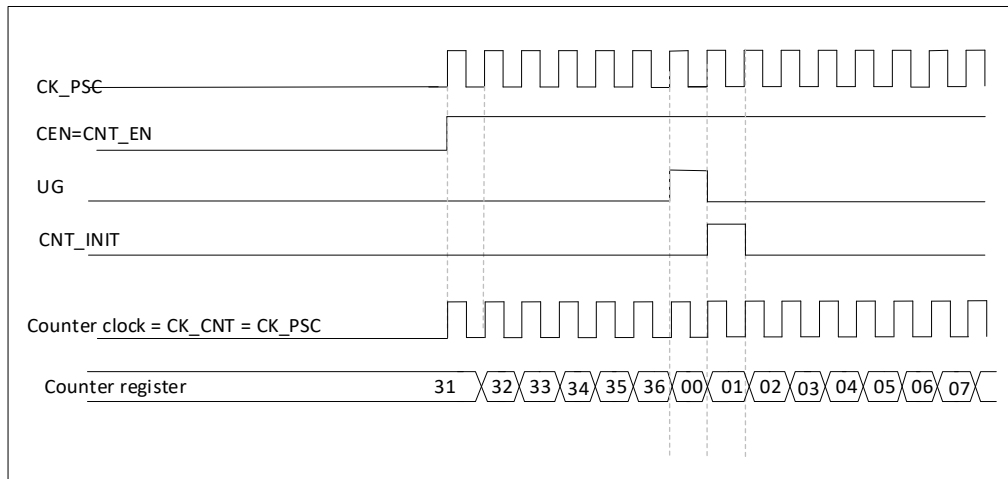 CK_PSC
CEN=CNT_EN
UG
CNT_INIT
Counter clock = CK_CNT = CK_PSC
Counter register 31 32 33 34 35 36 00 01 02 03 04 05 06 07